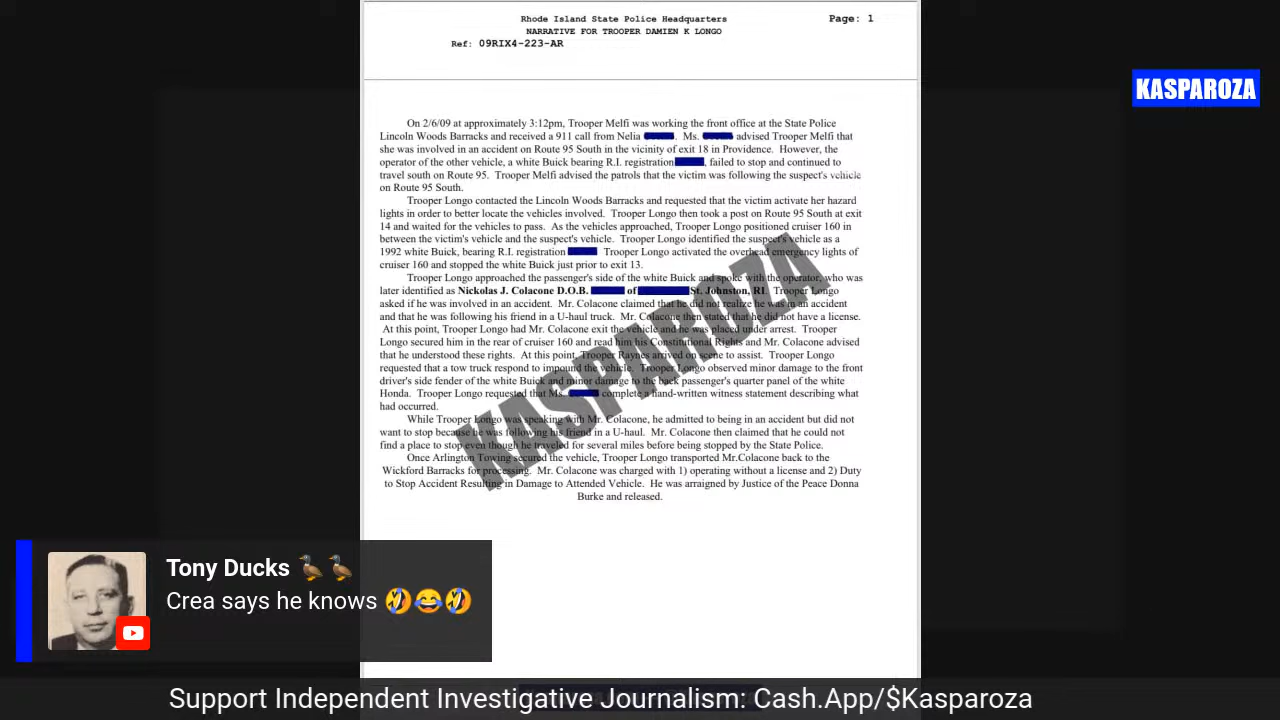 Rhode Island State Police Headquarters
Page: 1
NARRATIVE FOR TROOPER DAMIEN K LONGO
Ref: 09RIX4-223-AR
KASPAROZA
On 2/6/09 at approximately 3:12pm, Trooper Melfi was working the front office at the State Police
Lincoln Woods Barracks and received a 911 call from Nelia . Ms. advised Trooper Melfi that
she was involved in an accident on Route 95 South in the vicinity of exit 18 in Providence. However, the
operator of the other vehicle, a white Buick bearing R.I. registration , failed to stop and continued to
travel south on Route 95. Trooper Melfi advised the patrols that the victim was following the suspect's vehicle
on Route 95 South.
Trooper Longo contacted the Lincoln Woods Barracks and requested that the victim activate her hazard
lights in order to better locate the vehicles involved. Trooper Longo then took a post on Route 95 South at exit
14 and waited for the vehicles to pass. As the vehicles approached, Trooper Longo positioned cruiser 160 in
between the victim's vehicle and the suspect's vehicle. Trooper Longo identified the suspect's vehicle as a
1992 white Buick, bearing R.I. registration Trooper Longo activated the overhead emergency lights of
cruiser 160 and stopped the white Buick just prior to exit 13.
Trooper Longo approached the passenger's side of the white Buick and spoke with the operator, who was
later identified as Nickolas J. Colacone D.O.B. of St. Johnston, RI. Trooper Longo
asked if he was involved in an accident. Mr. Colacone claimed that he did not realize he was in an accident
and that he was following his friend in a U-haul truck. Mr. Colacone then stated that he did not have a license.
At this point, Trooper Longo had Mr. Colacone exit the vehicle and he was placed under arrest. Trooper
Longo secured him in the rear of cruiser 160 and read him his Constitutional Rights and Mr. Colacone advised
that he understood these rights. At this point, Trooper Raynes arrived on scene to assist. Trooper Longo
requested that a tow truck respond to impound the vehicle. Trooper Longo observed minor damage to the front
driver's side fender of the white Buick and minor damage to the back passenger's quarter panel of the white
Honda. Trooper Longo requested that Ms. complete a hand-written witness statement describing what
had occurred.
While Trooper Longo was speaking with Mr. Colacone, he admitted to being in an accident but did not
want to stop because he was following his friend in a U-haul. Mr. Colacone then claimed that he could not
find a place to stop even though he traveled for several miles before being stopped by the State Police.
Once Arlington Towing secured the vehicle, Trooper Longo transported Mr.Colacone back to the
Wickford Barracks for processing. Mr. Colacone was charged with 1) operating without a license and 2) Duty
to Stop Accident Resulting in Damage to Attended Vehicle. He was arraigned by Justice of the Peace Donna
Burke and released.
KASPAROZA
Tony Ducks 🦆🦆
Crea says he knows 🤣😂🤣
Support Independent Investigative Journalism: Cash.App/$Kasparoza